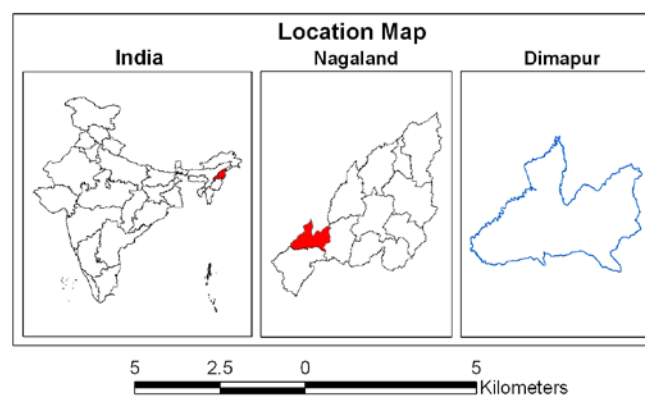 Location Map
India
Nagaland
Dimapur
5 2.5 0 5
Kilometers